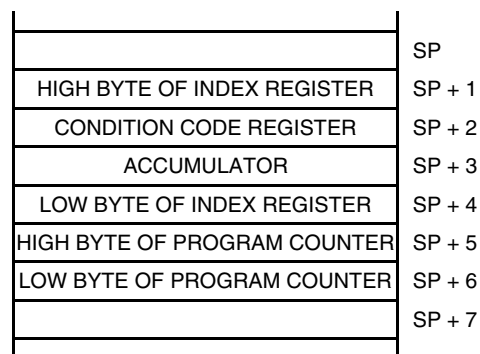 SP
HIGH BYTE OF INDEX REGISTER SP + 1
CONDITION CODE REGISTER SP + 2
ACCUMULATOR SP + 3
LOW BYTE OF INDEX REGISTER SP + 4
HIGH BYTE OF PROGRAM COUNTER SP + 5
LOW BYTE OF PROGRAM COUNTER SP + 6
SP + 7